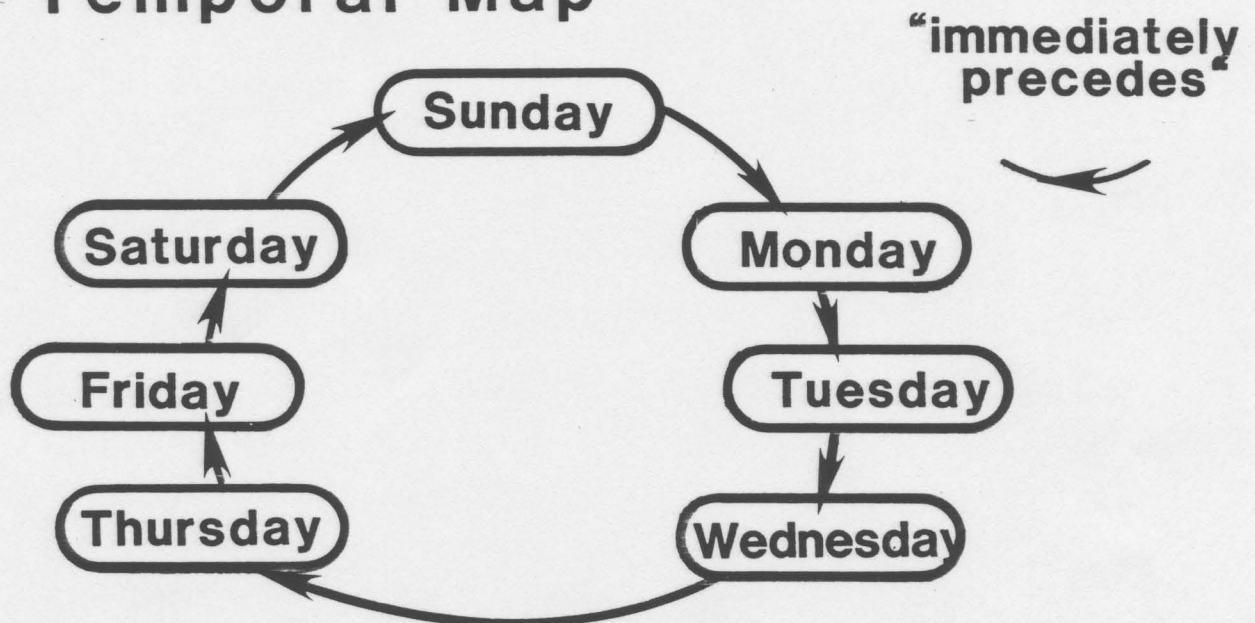 Temporal Map
“immediately
precedes“
Sunday
Saturday
Monday
Friday
Tuesday
Thursday
Wednesday